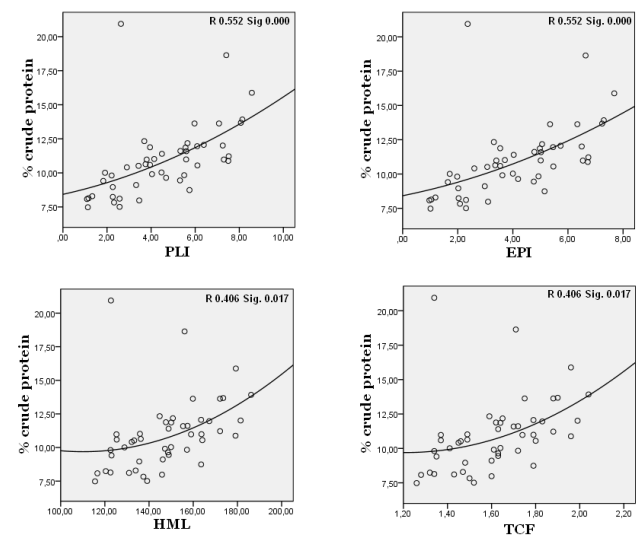 R 0.552 Sig 0.000
% crude protein
20,00
17,50
15,00
12,50
10,00
7,50
,00 2,00 4,00 6,00 8,00 10,00
PLI
R 0.552 Sig. 0.000
% crude protein
20,00
17,50
15,00
12,50
10,00
7,50
,00 2,00 4,00 6,00 8,00
EPI
R 0.406 Sig. 0.017
% crude protein
20,00
17,50
15,00
12,50
10,00
7,50
100,00 120,00 140,00 160,00 180,00 200,00
HML
R 0.406 Sig. 0.017
% crude protein
20,00
17,50
15,00
12,50
10,00
7,50
1,20 1,40 1,60 1,80 2,00 2,20
TCF